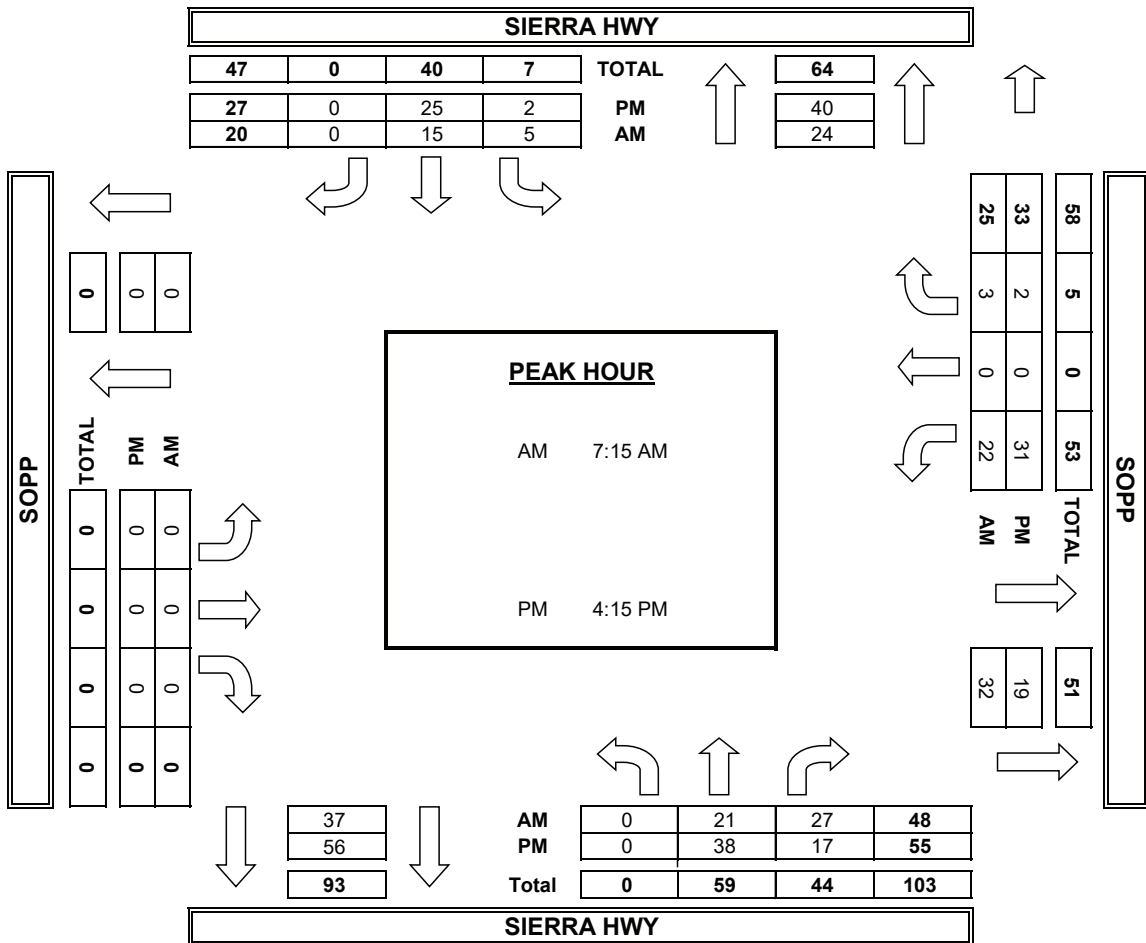 SIERRA HWY
47 0 40 7 TOTAL 64
27 0 25 2 PM 40
20 0 15 5 AM 24
SOPP
TOTAL PM AM
0 0 0
0 0 0
0 0 0
0 0 0
0 0 0
PEAK HOUR
AM 7:15 AM
PM 4:15 PM
58 5 0 53 TOTAL 51
33 2 0 31 PM 19
25 3 0 22 AM 32
SOPP
37 AM 0 21 27 48
56 PM 0 38 17 55
93 Total 0 59 44 103
SIERRA HWY